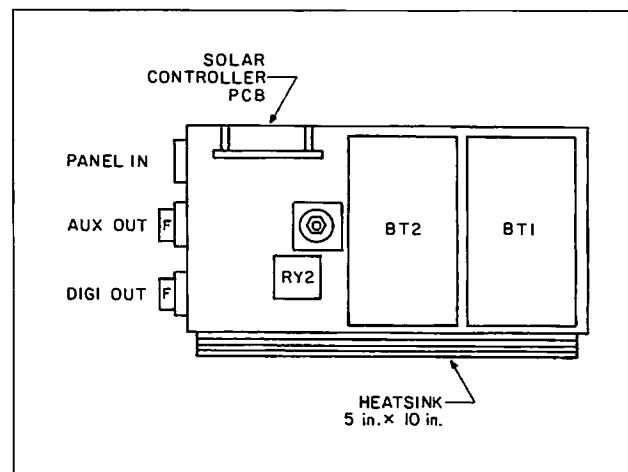 SOLAR
CONTROLLER
PCB
PANEL IN
AUX OUT
F
BT2
BT1
RY2
DIGI OUT
F
HEATSINK
5 in. × 10 in.